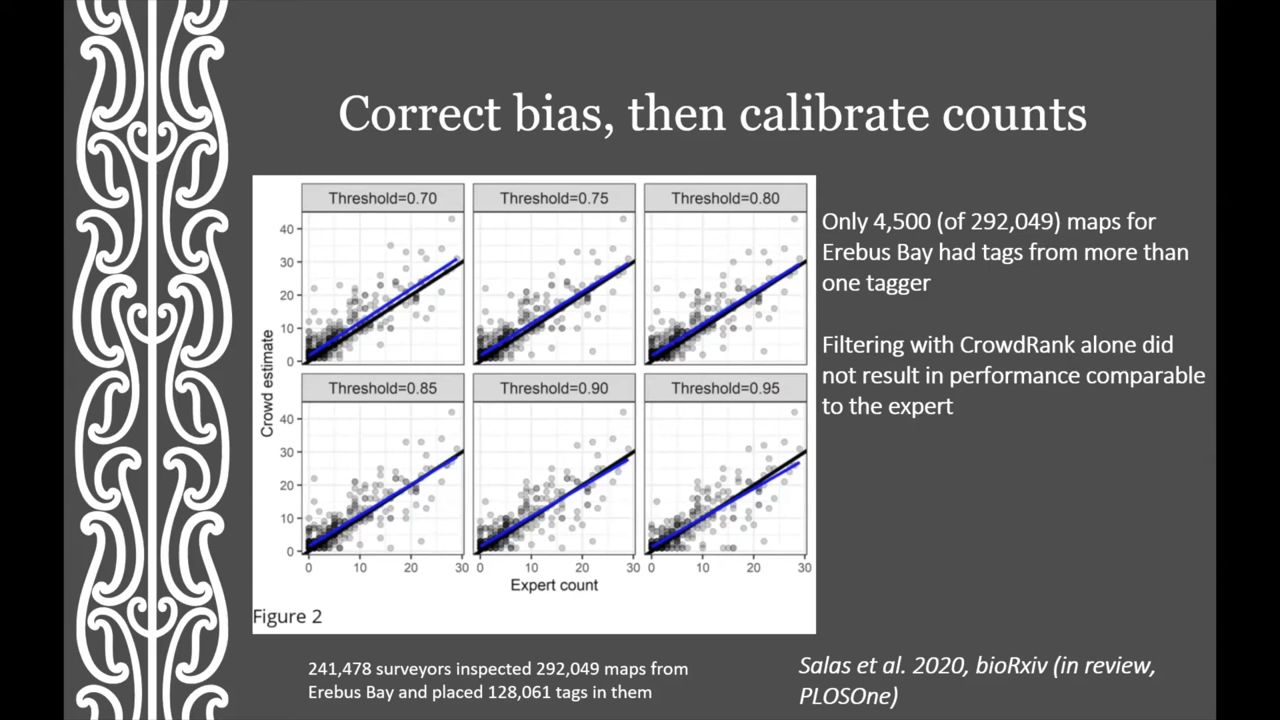 Correct bias, then calibrate counts
Threshold=0.70
Threshold=0.75
Threshold=0.80
40
30
20
10
0
Threshold=0.85
Threshold=0.90
Threshold=0.95
40
30
20
10
0
0 10 20 30
0 10 20 30
0 10 20 30
Crowd estimate
Expert count
Figure 2
Only 4,500 (of 292,049) maps for
Erebus Bay had tags from more than
one tagger
Filtering with CrowdRank alone did
not result in performance comparable
to the expert
241,478 surveyors inspected 292,049 maps from
Erebus Bay and placed 128,061 tags in them
Salas et al. 2020, bioRxiv (in review,
PLOSOne)